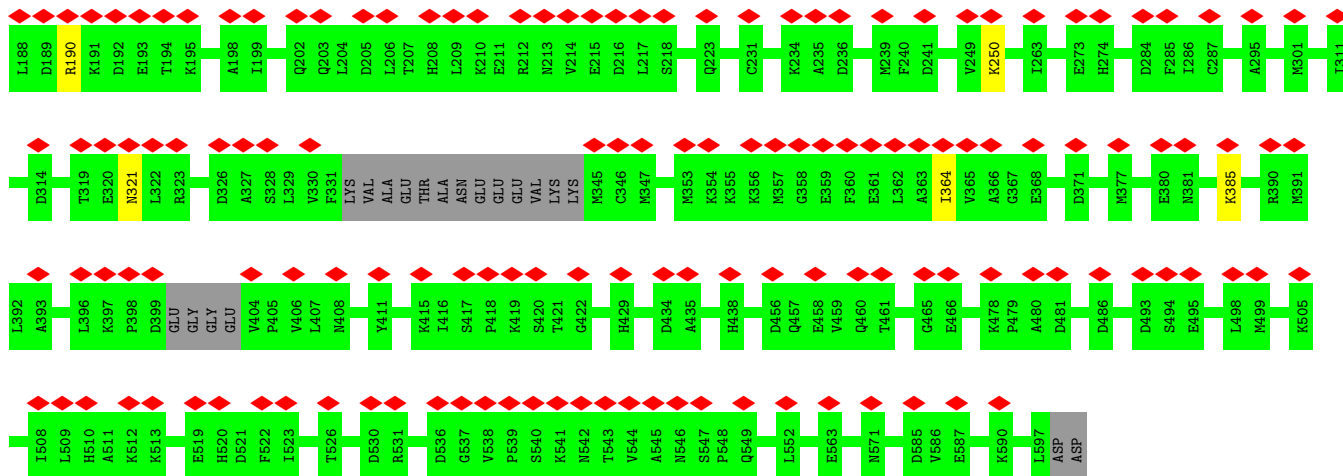 L188 D189 R190 K191 D192 E193 T194 K195 A198 I199 Q202 Q203 L204 D205 L206 T207 H208 L209 K210 E211 R212 N213 V214 E215 D216 L217 S218 Q223 C231 K234 A235 D236 M239 F240 D241 V249 K250 I263 E273 H274 D284 F285 I286 C287 A295 M301 I311
D314 T319 E320 N321 L322 R323 D326 A327 S328 L329 V330 F331 LYS VAL ALA GLU THR ALA ASN GLU GLU GLU VAL LYS LYS M345 C346 M347 M353 K354 K355 K356 M357 G358 E359 F360 E361 L362 A363 I364 V365 A366 G367 E368 D371 M377 E380 N381 K385 R390 M391
L392 A393 L396 K397 P398 D399 GLU GLY GLY GLU V404 P405 V406 L407 N408 Y411 K415 I416 S417 P418 K419 S420 T421 G422 H429 D434 A435 H438 D456 Q457 E458 V459 Q460 T461 G465 E466 K478 P479 A480 D481 D486 D493 S494 E495 L498 M499 K505
I508 L509 H510 A511 K512 K513 E519 H520 D521 F522 I523 T526 D530 R531 D536 G537 V538 P539 S540 K541 N542 T543 V544 A545 N546 S547 P548 Q549 L552 E563 N571 D585 V586 E587 K590 L597 ASP ASP